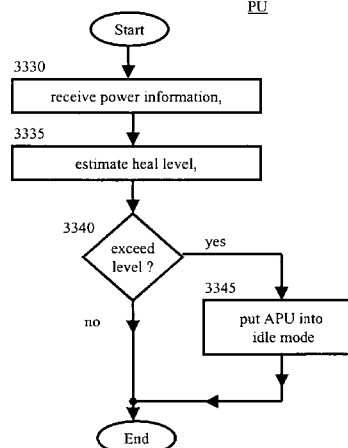 PU
Start
3330
receive power information,
3335
estimate heal level,
3340
exceed
level ?
yes
3345
no
put APU into
idle mode
End